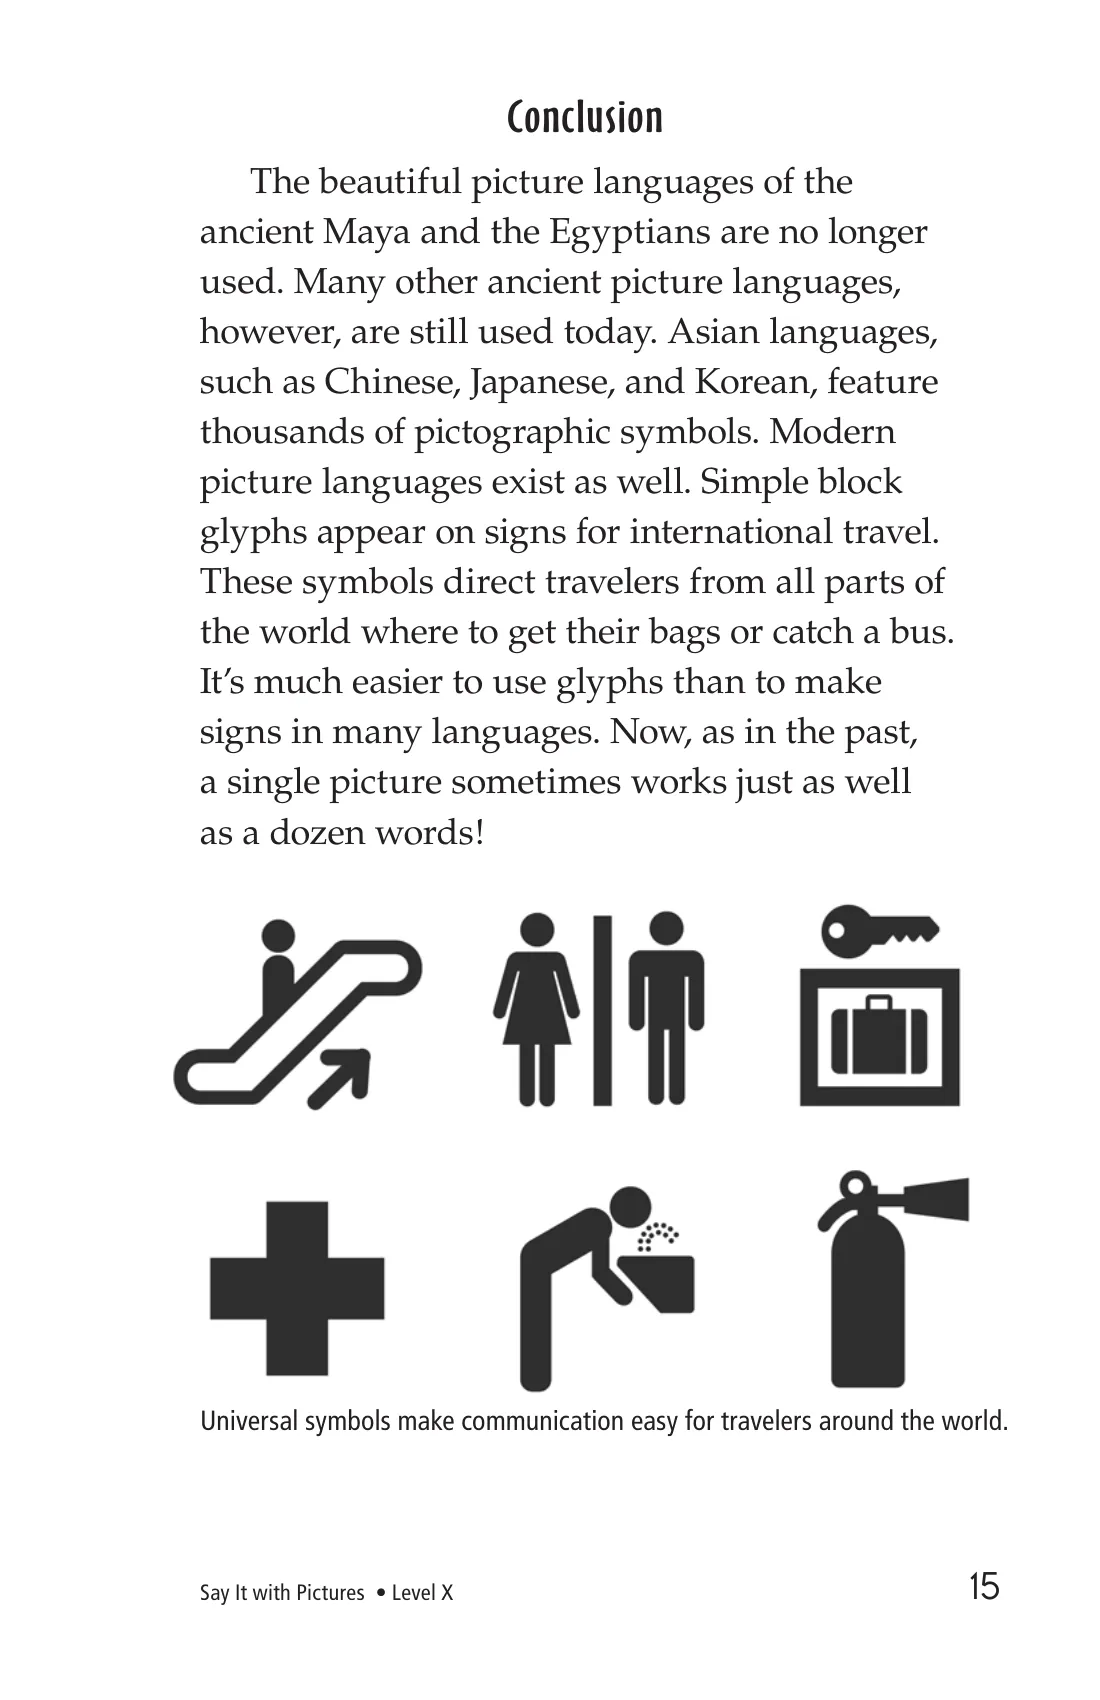 Conclusion
The beautiful picture languages of the
ancient Maya and the Egyptians are no longer
used. Many other ancient picture languages,
however, are still used today. Asian languages,
such as Chinese, Japanese, and Korean, feature
thousands of pictographic symbols. Modern
picture languages exist as well. Simple block
glyphs appear on signs for international travel.
These symbols direct travelers from all parts of
the world where to get their bags or catch a bus.
It’s much easier to use glyphs than to make
signs in many languages. Now, as in the past,
a single picture sometimes works just as well
as a dozen words!
Universal symbols make communication easy for travelers around the world.
Say It with Pictures • Level X
15